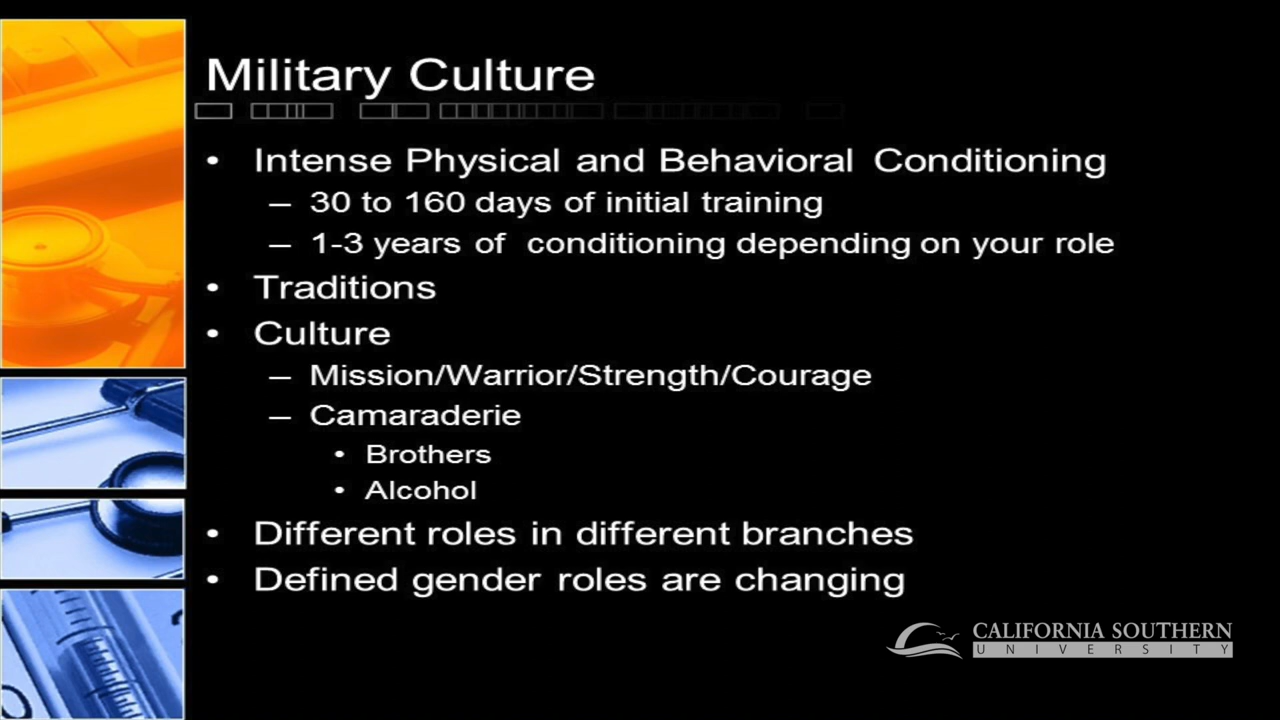 Military Culture
• Intense Physical and Behavioral Conditioning
– 30 to 160 days of initial training
– 1-3 years of conditioning depending on your role
• Traditions
• Culture
– Mission/Warrior/Strength/Courage
– Camaraderie
• Brothers
• Alcohol
• Different roles in different branches
• Defined gender roles are changing
CALIFORNIA SOUTHERN
UNIVERSITY